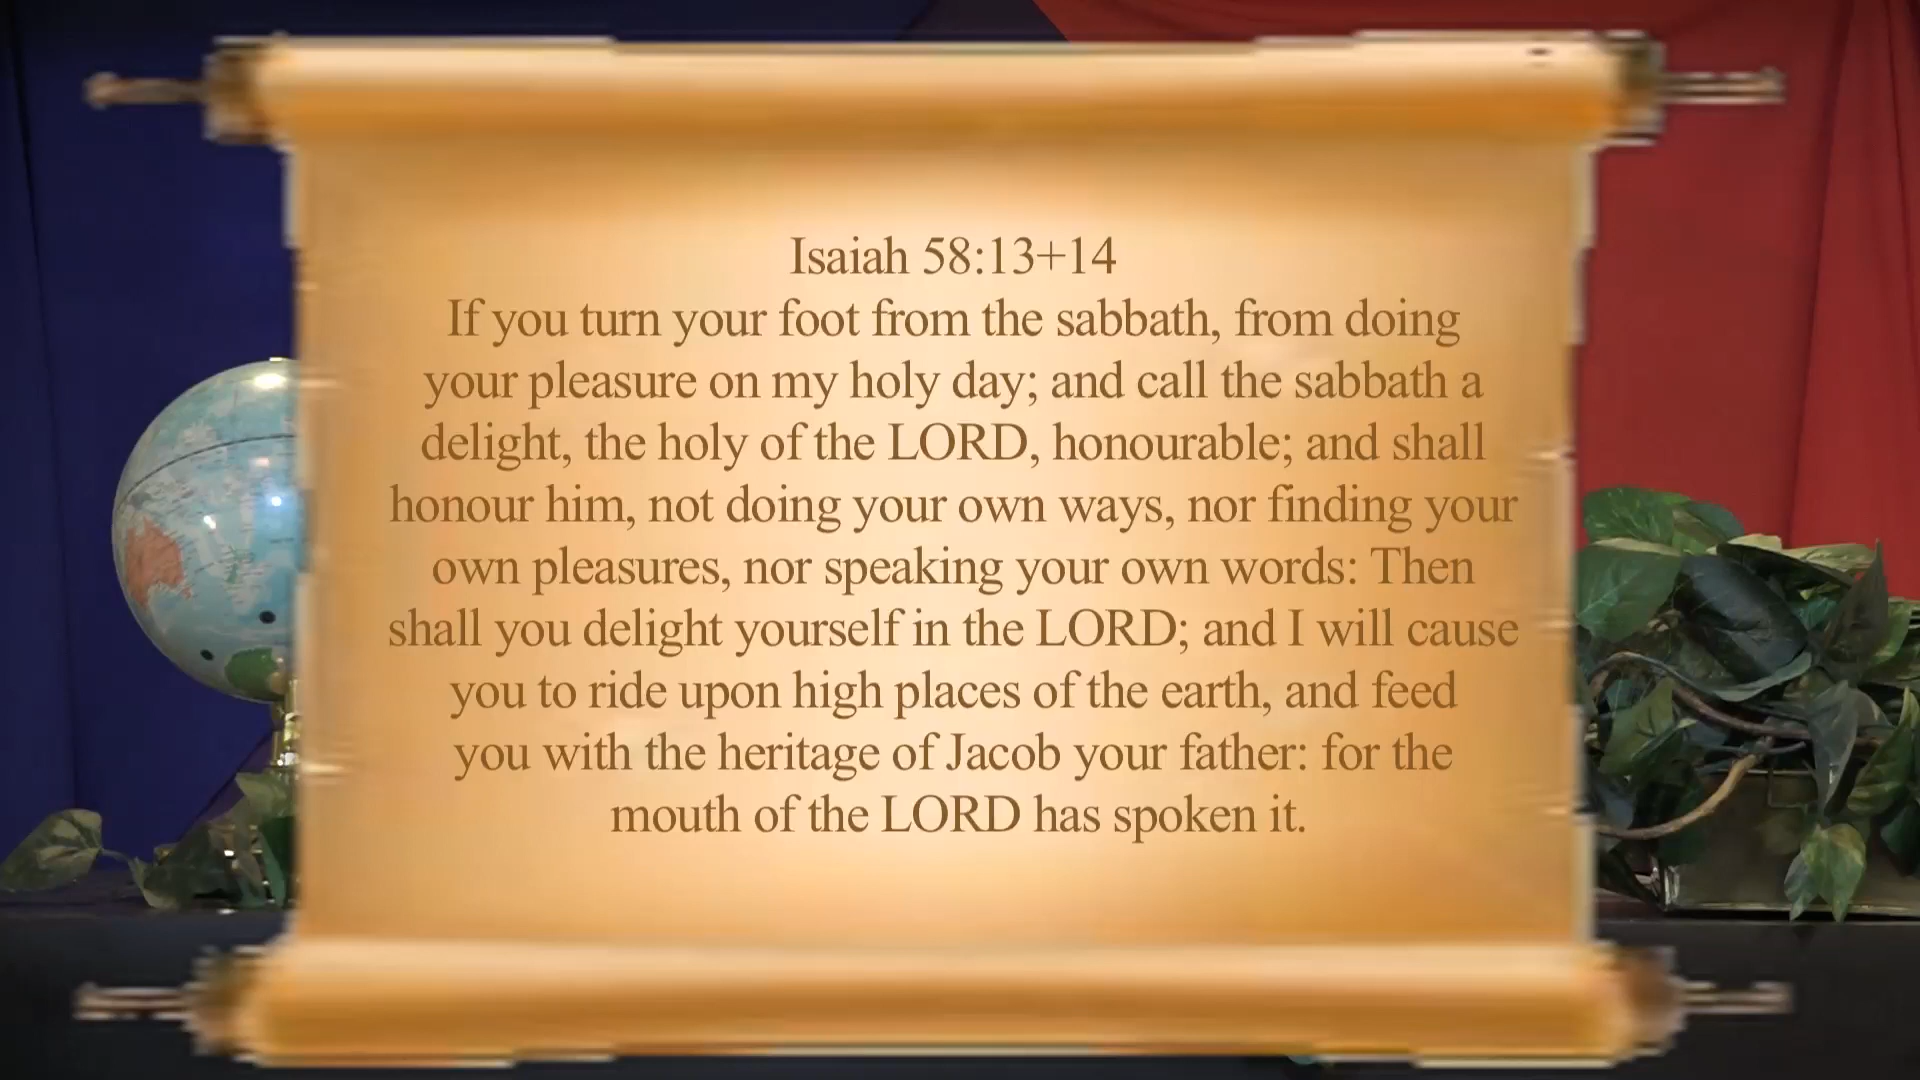 Isaiah 58:13+14
If you turn your foot from the sabbath, from doing
your pleasure on my holy day; and call the sabbath a
delight, the holy of the LORD, honourable; and shall
honour him, not doing your own ways, nor finding your
own pleasures, nor speaking your own words: Then
shall you delight yourself in the LORD; and I will cause
you to ride upon high places of the earth, and feed
you with the heritage of Jacob your father: for the
mouth of the LORD has spoken it.